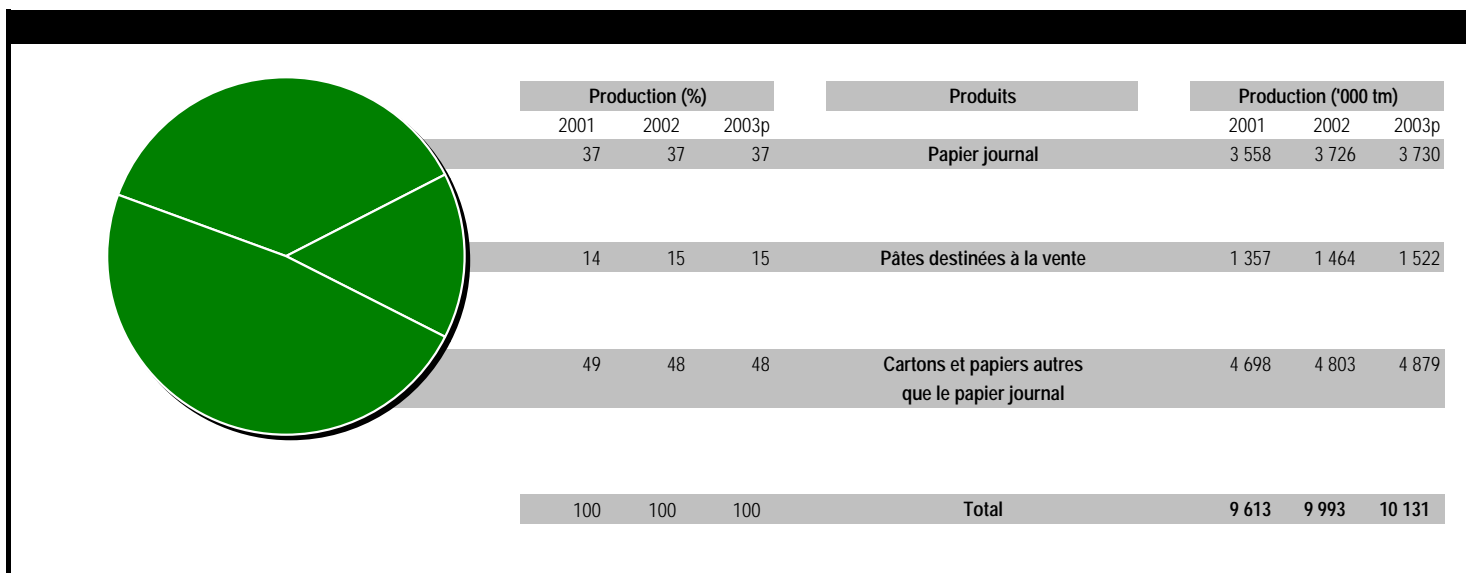 Production (%) Produits Production ('000 tm)
2001 2002 2003p 2001 2002 2003p
37 37 37 Papier journal 3 558 3 726 3 730
14 15 15 Pâtes destinées à la vente 1 357 1 464 1 522
49 48 48 Cartons et papiers autres 4 698 4 803 4 879
que le papier journal
100 100 100 Total 9 613 9 993 10 131